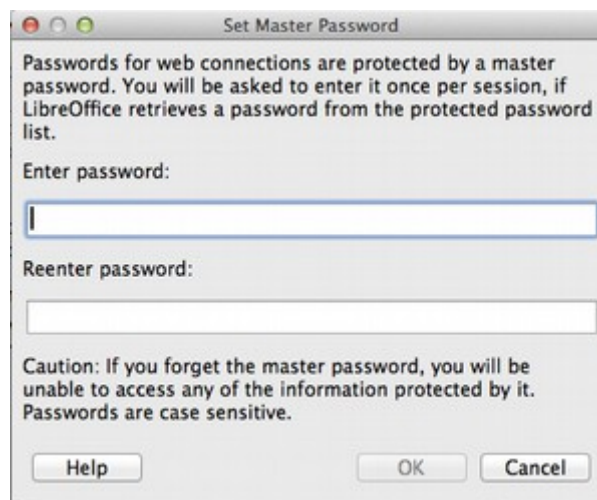 Set Master Password
Passwords for web connections are protected by a master
password. You will be asked to enter it once per session, if
LibreOffice retrieves a password from the protected password
list.
Enter password:
Reenter password:
Caution: If you forget the master password, you will be
unable to access any of the information protected by it.
Passwords are case sensitive.
Help OK Cancel